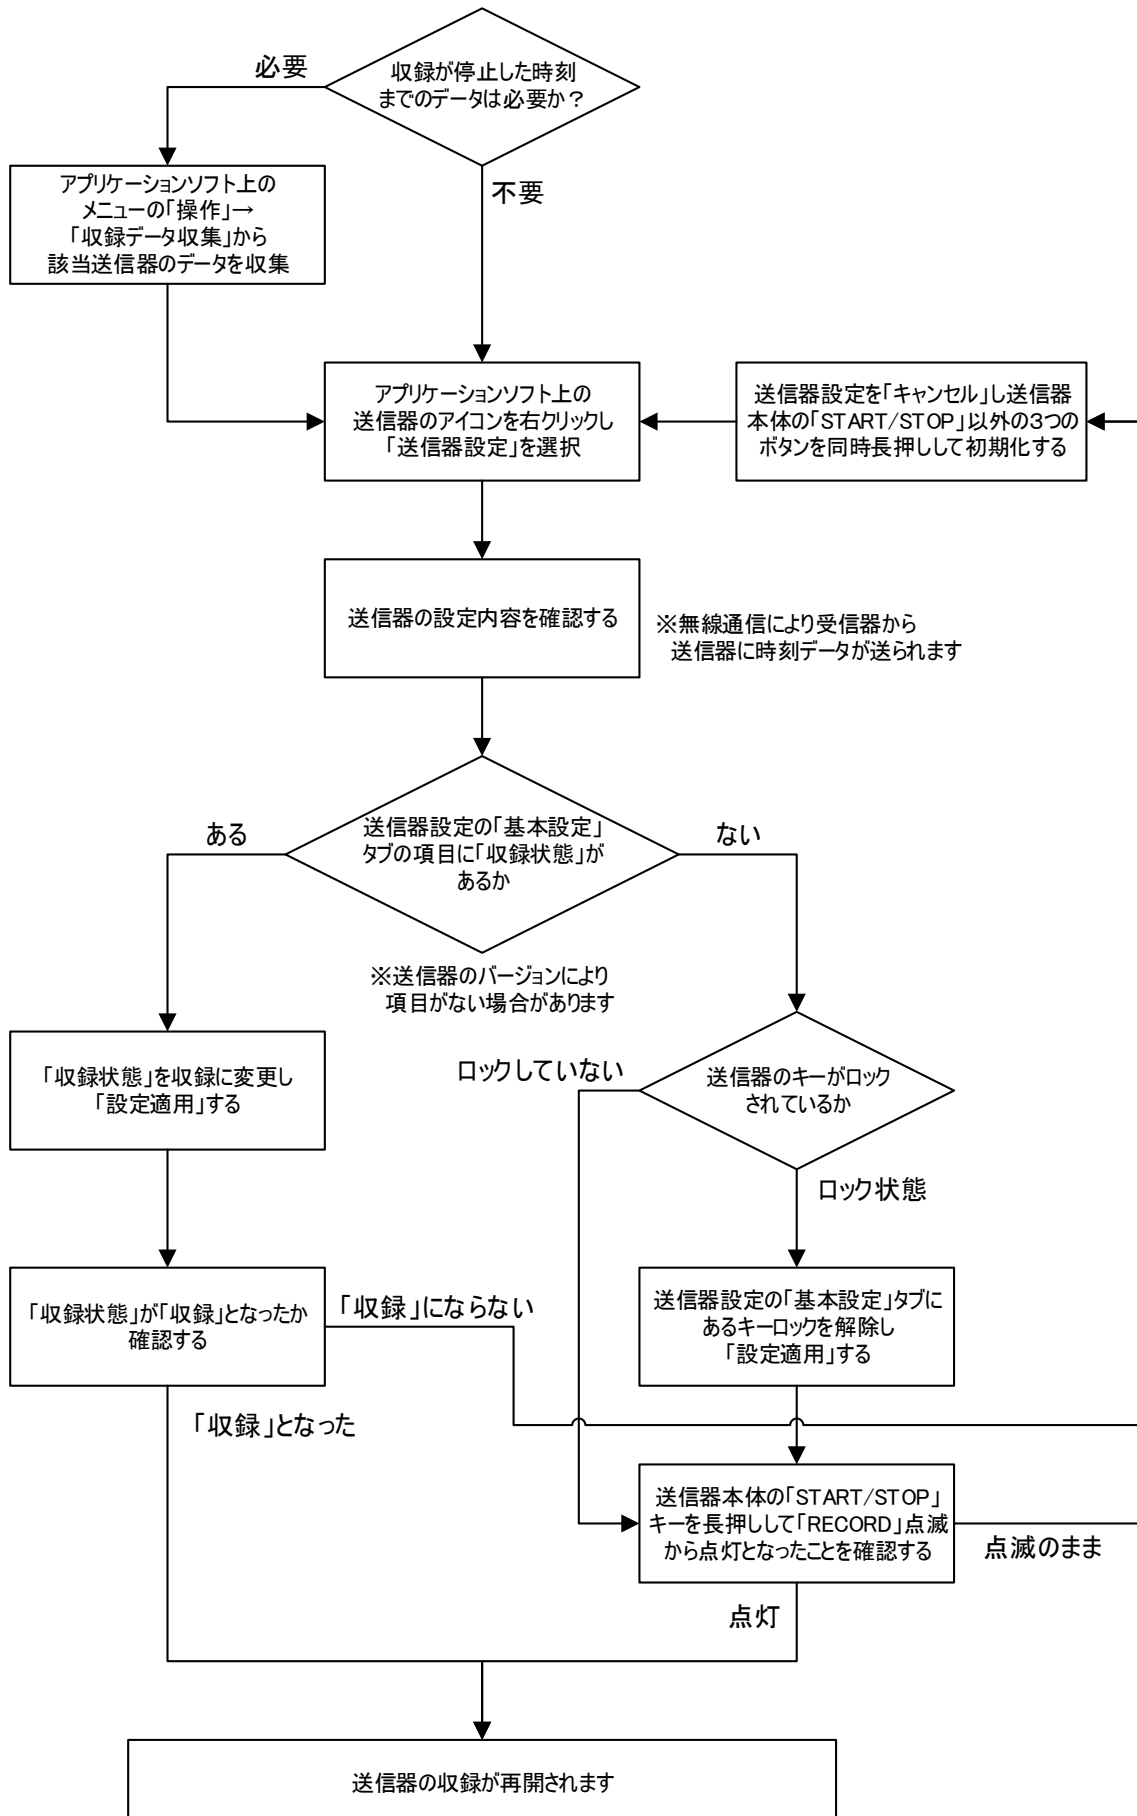 収録が停止した時刻
までのデータは必要か？
必要
不要
アプリケーションソフト上の
メニューの「操作」→
「収録データ収集」から
該当送信器のデータを収集
アプリケーションソフト上の
送信器のアイコンを右クリックし
「送信器設定」を選択
送信器設定を「キャンセル」し送信器
本体の「START/STOP」以外の3つの
ボタンを同時長押しして初期化する
送信器の設定内容を確認する
※無線通信により受信器から
送信器に時刻データが送られます
送信器設定の「基本設定」
タブの項目に「収録状態」が
あるか
ある
ない
※送信器のバージョンにより
項目がない場合があります
「収録状態」を収録に変更し
「設定適用」する
ロックしていない
送信器のキーがロック
されているか
ロック状態
「収録状態」が「収録」となったか
確認する
「収録」にならない
送信器設定の「基本設定」タブに
あるキーロックを解除し
「設定適用」する
「収録」となった
送信器本体の「START/STOP」
キーを長押しして「RECORD」点滅
から点灯となったことを確認する
点滅のまま
点灯
送信器の収録が再開されます